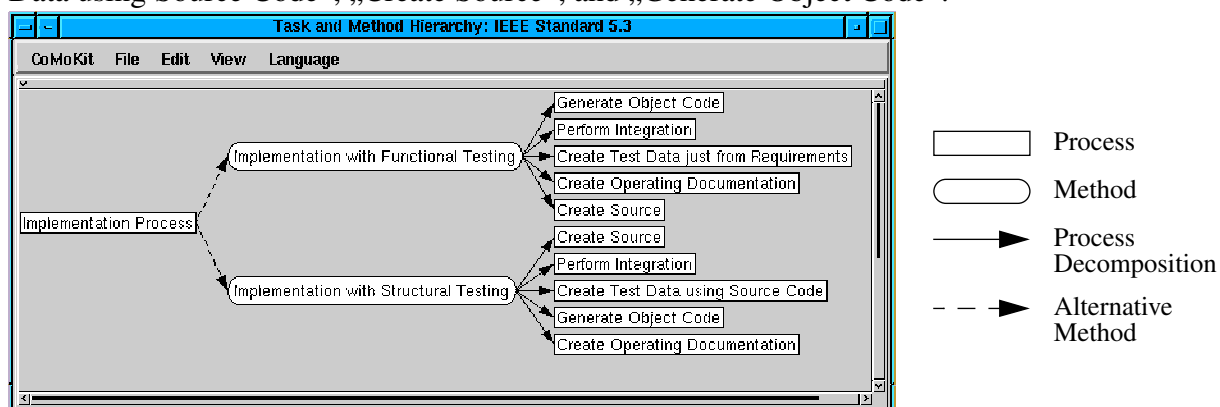 Data using Source Code“, „Create Source“, and „Generate Object Code“.
Task and Method Hierarchy: IEEE Standard 5.3
CoMoKit File Edit View Language
Generate Object Code
Perform Integration
Implementation with Functional Testing
Create Test Data just from Requirements
Create Operating Documentation
Create Source
Implementation Process
Create Source
Perform Integration
Implementation with Structural Testing
Create Test Data using Source Code
Generate Object Code
Create Operating Documentation
Process
Method
Process
Decomposition
Alternative
Method